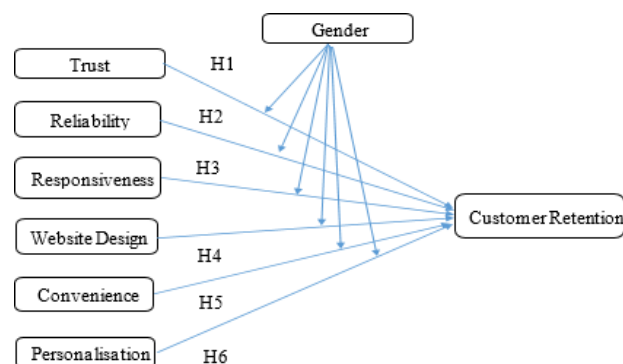 Gender
Trust
H1
Reliability
H2
Responsiveness
H3
Customer Retention
Website Design
H4
Convenience
H5
Personalisation
H6